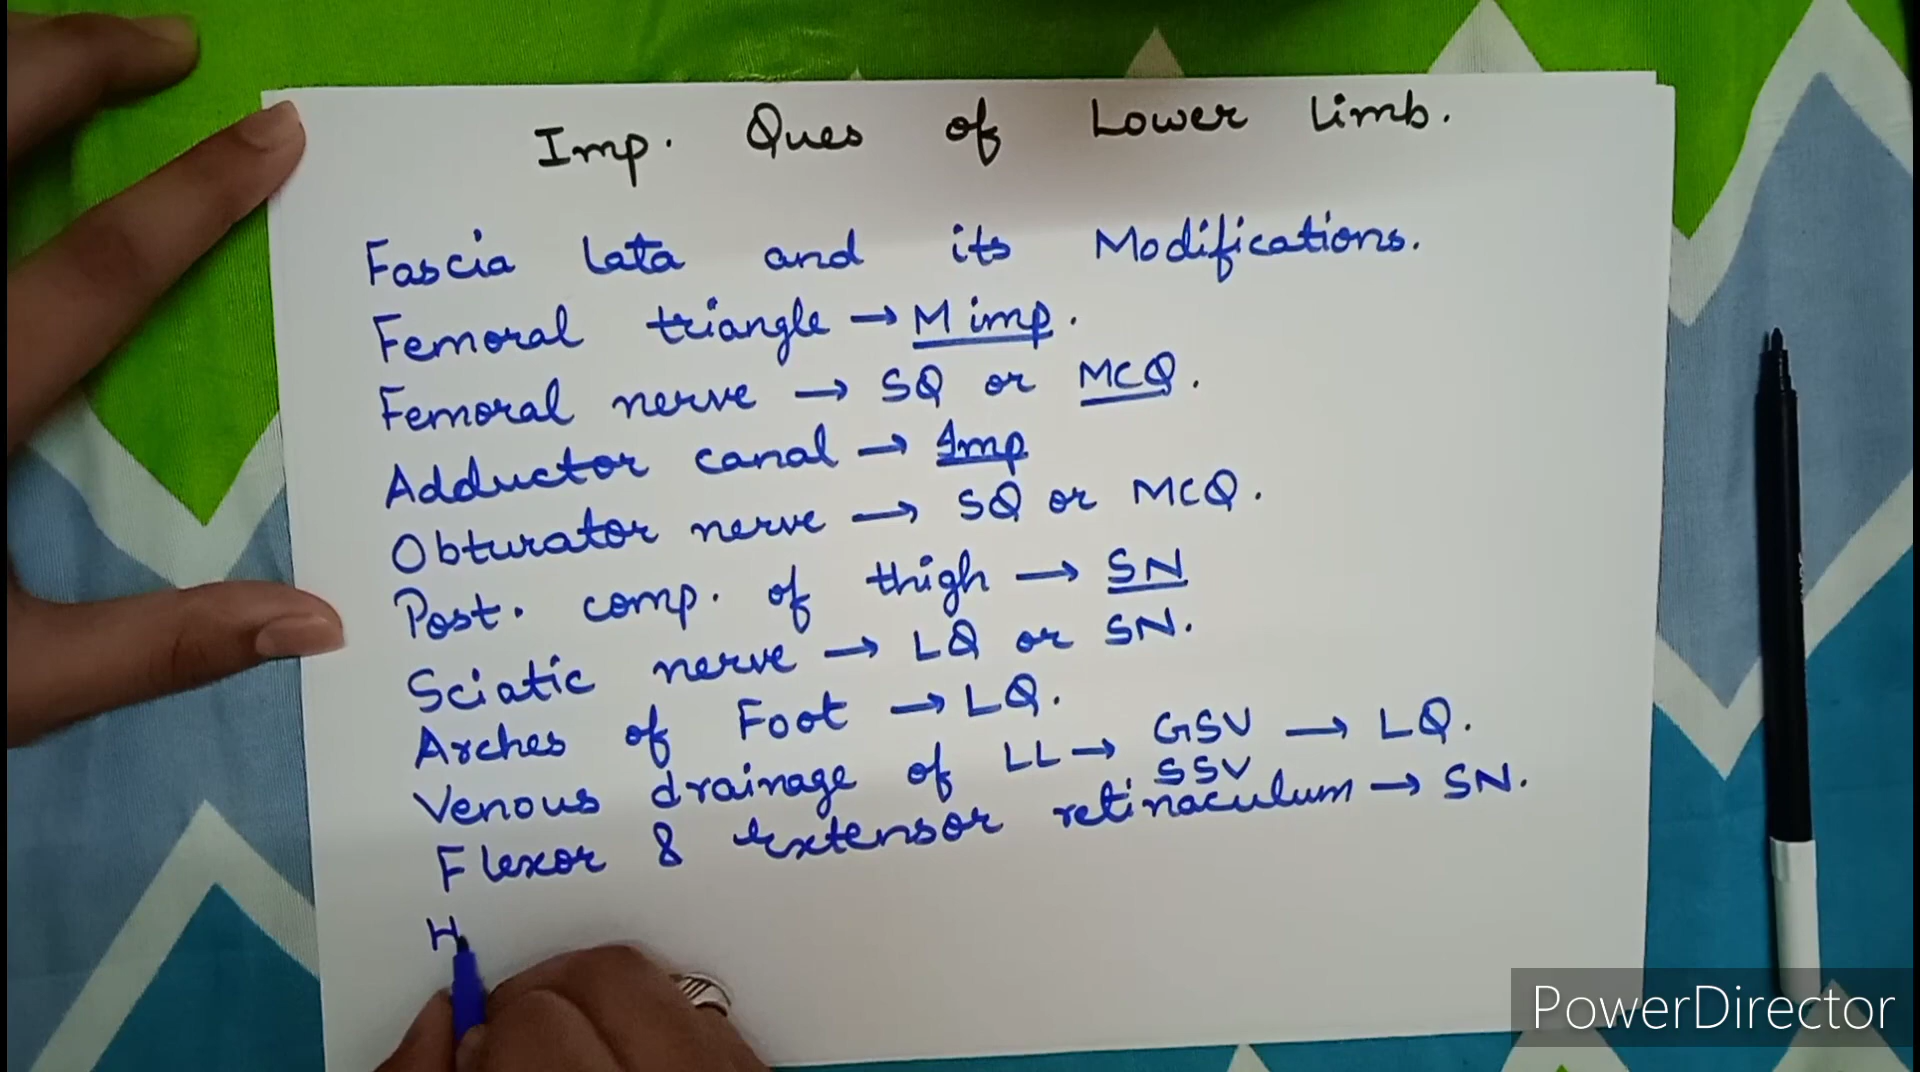 Imp. Ques of Lower limb.
Fascia lata and its Modifications.
Femoral triangle → M imp.
Femoral nerve → SQ or MCQ.
Adductor canal → Imp
Obturator nerve → SQ or MCQ.
Post. comp. of thigh → SN
Sciatic nerve → LQ or SN.
Arches of Foot → LQ.
Venous drainage of LL → GSV → LQ.
SSV
Flexor & extensor retinaculum → SN.
H
PowerDirector